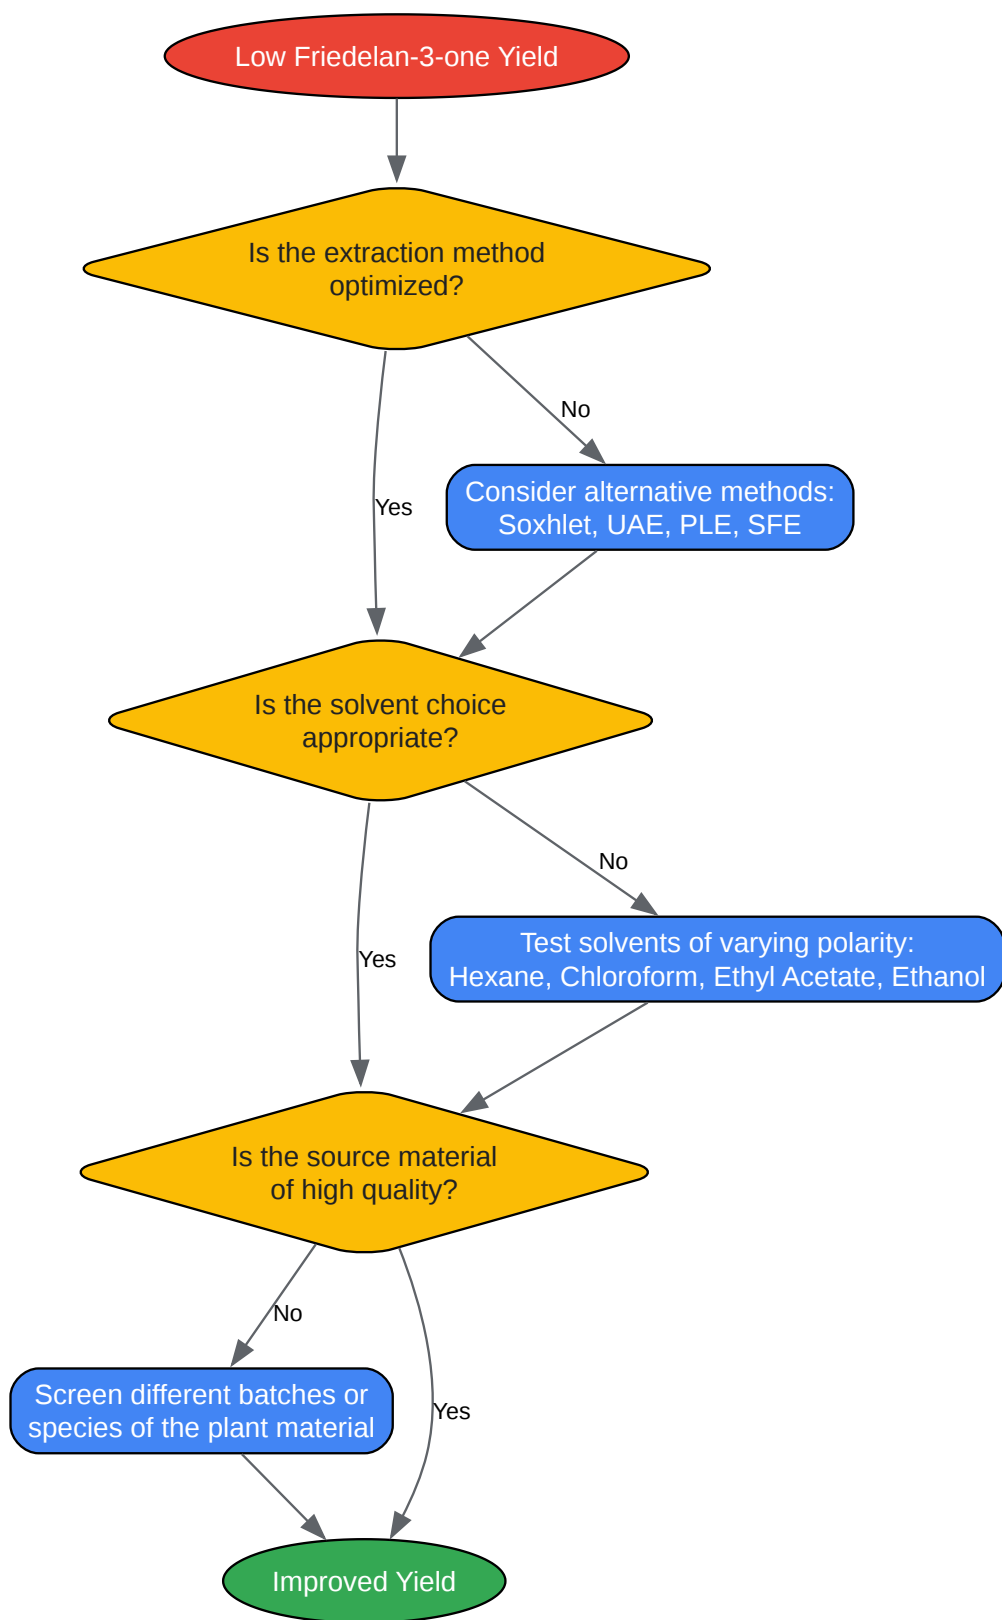 Low Friedelan-3-one Yield
Is the extraction method
optimized?
No
Consider alternative methods:
Soxhlet, UAE, PLE, SFE
Yes
Is the solvent choice
appropriate?
No
Test solvents of varying polarity:
Hexane, Chloroform, Ethyl Acetate, Ethanol
Yes
Is the source material
of high quality?
No
Screen different batches or
species of the plant material
Yes
Improved Yield